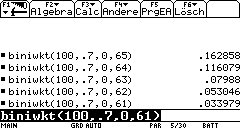 F1 F2 F3 F4 F5 F6
Algebra Calc Andere PrgEA Lösch
▪ biniwkt(100,.7,0,65) .162858
▪ biniwkt(100,.7,0,64) .116079
▪ biniwkt(100,.7,0,63) .07988
▪ biniwkt(100,.7,0,62) .053046
▪ biniwkt(100,.7,0,61) .033979
biniwkt(100,.7,0,61)
MAIN GRD AUTO PAR 5/30 BATT